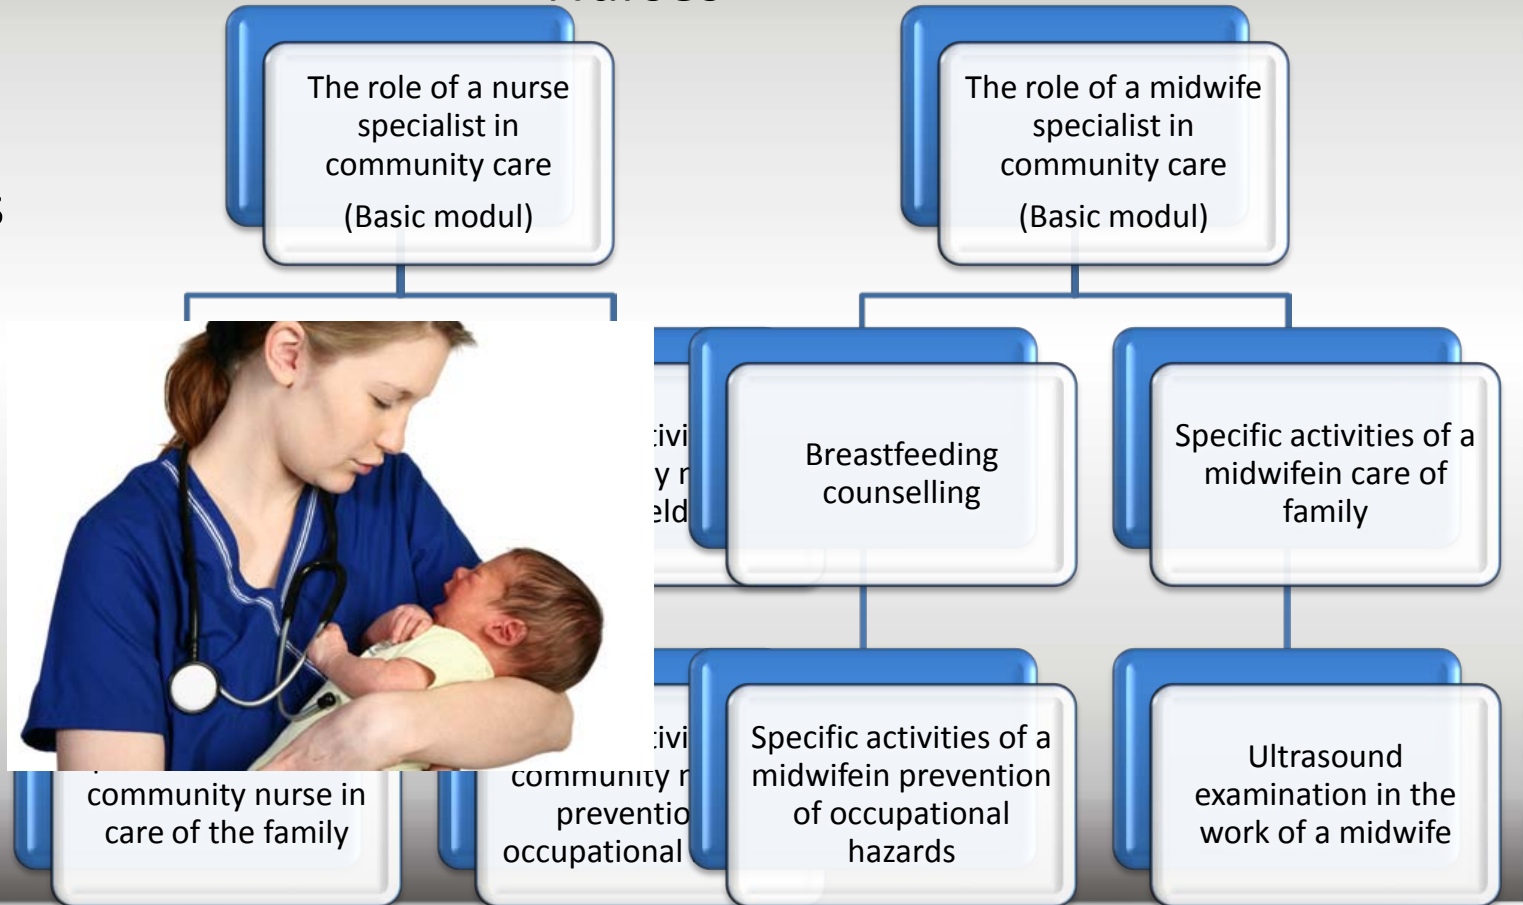 The role of a nurse
specialist in
community care
(Basic modul)
The role of a midwife
specialist in
community care
(Basic modul)
Breastfeeding
counselling
Specific activities of a
midwifein care of
family
community nurse in
care of the family
community
occupational
Specific activities of a
midwifein prevention
of occupational
hazards
Ultrasound
examination in the
work of a midwife